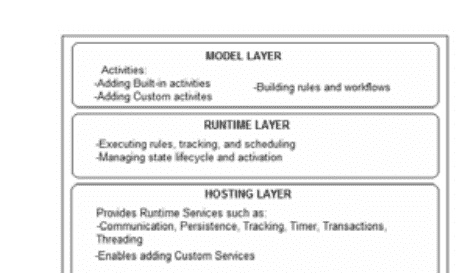 MODEL LAYER
Activities:
-Adding Built-in activities
-Adding Custom activites
-Building rules and workflows
RUNTIME LAYER
-Executing rules, tracking, and scheduling
-Managing state lifecycle and activation
HOSTING LAYER
Provides Runtime Services such as:
-Communication, Persistence, Tracking, Timer, Transactions,
Threading
-Enables adding Custom Services